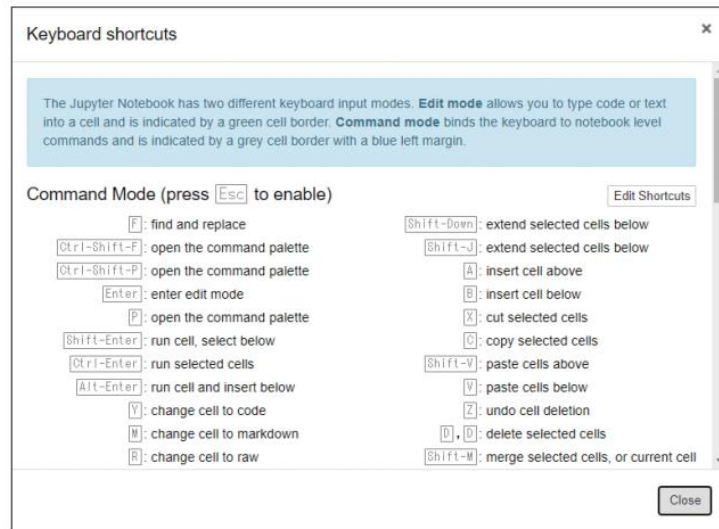 Keyboard shortcuts
×
The Jupyter Notebook has two different keyboard input modes. Edit mode allows you to type code or text
into a cell and is indicated by a green cell border. Command mode binds the keyboard to notebook level
commands and is indicated by a grey cell border with a blue left margin.
Command Mode (press Esc to enable)
Edit Shortcuts
F: find and replace
Ctrl-Shift-F: open the command palette
Ctrl-Shift-P: open the command palette
Enter: enter edit mode
P: open the command palette
Shift-Enter: run cell, select below
Ctrl-Enter: run selected cells
Alt-Enter: run cell and insert below
Y: change cell to code
M: change cell to markdown
R: change cell to raw
Shift-Down: extend selected cells below
Shift-J: extend selected cells below
A: insert cell above
B: insert cell below
X: cut selected cells
C: copy selected cells
Shift-V: paste cells above
V: paste cells below
Z: undo cell deletion
D, D: delete selected cells
Shift-M: merge selected cells, or current cell
Close